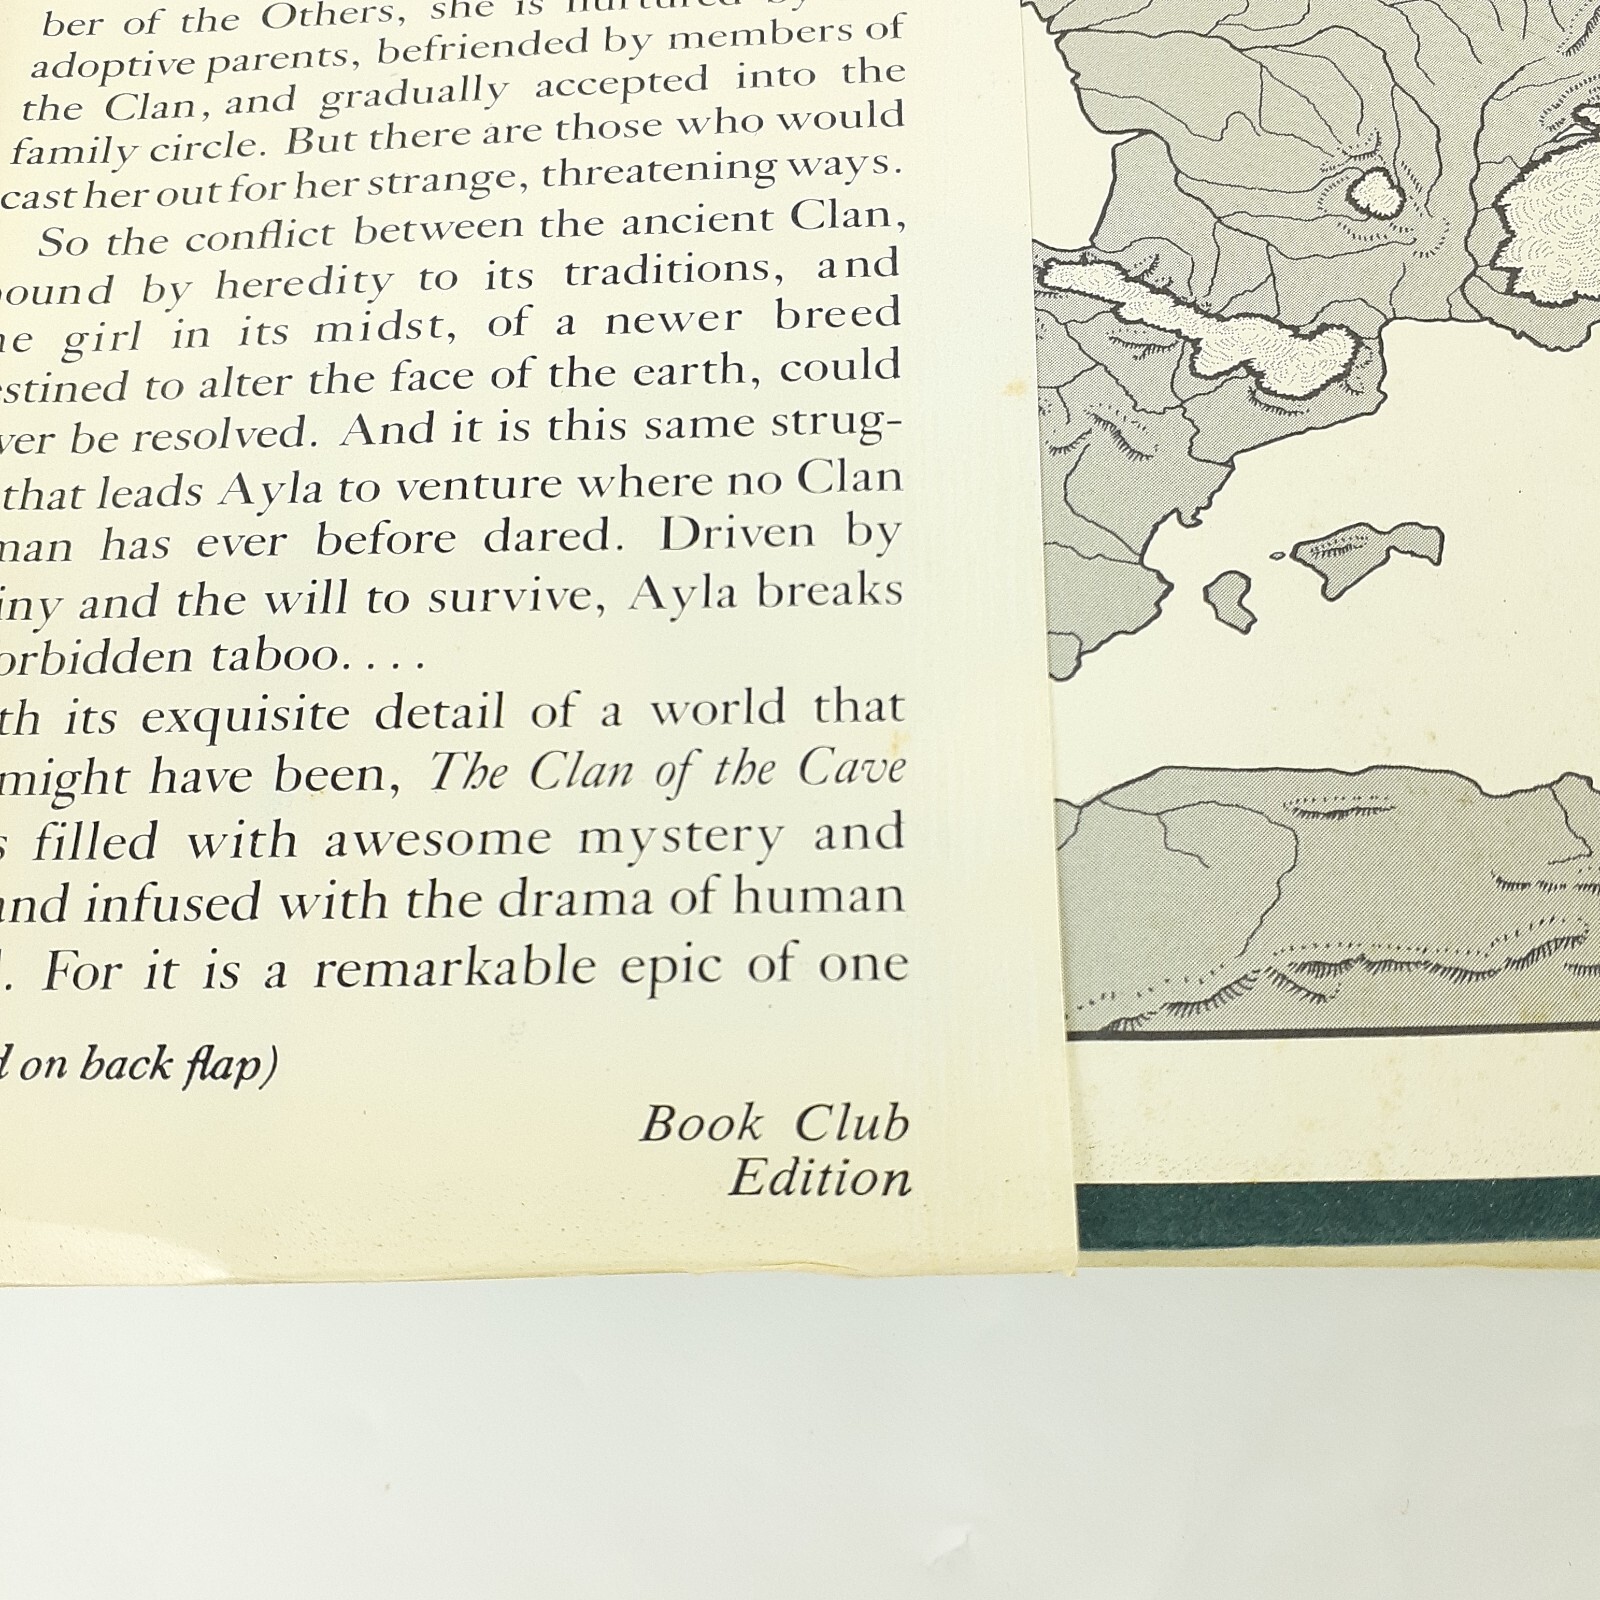 ber of the Others, she is nurtured by
adoptive parents, befriended by members of
the Clan, and gradually accepted into the
family circle. But there are those who would
cast her out for her strange, threatening ways.
So the conflict between the ancient Clan,
ound by heredity to its traditions, and
e girl in its midst, of a newer breed
stined to alter the face of the earth, could
ver be resolved. And it is this same strug-
that leads Ayla to venture where no Clan
man has ever before dared. Driven by
iny and the will to survive, Ayla breaks
orbidden taboo. . . .
th its exquisite detail of a world that
might have been, The Clan of the Cave
s filled with awesome mystery and
and infused with the drama of human
. For it is a remarkable epic of one
d on back flap)
Book Club
Edition